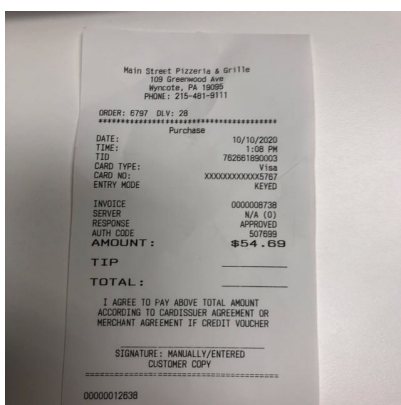 Main Street Pizzeria & Grille
109 Greenwood Ave
Wyncote, PA 19095
PHONE: 215-481-9111
ORDER: 6797 DLV: 28
****************************************
Purchase
DATE: 10/10/2020
TIME: 1:08 PM
TID 762661890003
CARD TYPE: Visa
CARD NO: XXXXXXXXXXXX5767
ENTRY MODE KEYED
INVOICE 0000008738
SERVER N/A (0)
RESPONSE APPROVED
AUTH CODE 507699
AMOUNT: $54.69
TIP
TOTAL:
I AGREE TO PAY ABOVE TOTAL AMOUNT
ACCORDING TO CARDISSUER AGREEMENT OR
MERCHANT AGREEMENT IF CREDIT VOUCHER
SIGNATURE: MANUALLY/ENTERED
CUSTOMER COPY
========================================
00000012638